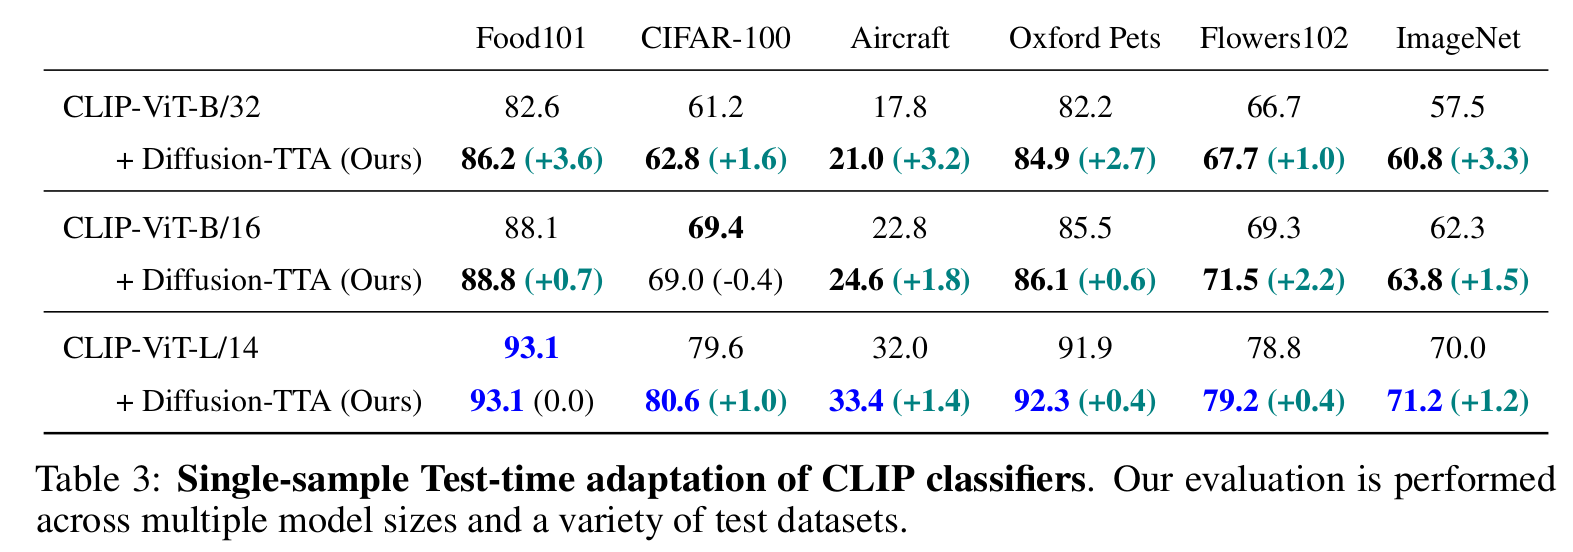 Food101 CIFAR-100 Aircraft Oxford Pets Flowers102 ImageNet
CLIP-ViT-B/32 82.6 61.2 17.8 82.2 66.7 57.5
+ Diffusion-TTA (Ours) 86.2 (+3.6) 62.8 (+1.6) 21.0 (+3.2) 84.9 (+2.7) 67.7 (+1.0) 60.8 (+3.3)
CLIP-ViT-B/16 88.1 69.4 22.8 85.5 69.3 62.3
+ Diffusion-TTA (Ours) 88.8 (+0.7) 69.0 (-0.4) 24.6 (+1.8) 86.1 (+0.6) 71.5 (+2.2) 63.8 (+1.5)
CLIP-ViT-L/14 93.1 79.6 32.0 91.9 78.8 70.0
+ Diffusion-TTA (Ours) 93.1 (0.0) 80.6 (+1.0) 33.4 (+1.4) 92.3 (+0.4) 79.2 (+0.4) 71.2 (+1.2)
Table 3: Single-sample Test-time adaptation of CLIP classifiers. Our evaluation is performed
across multiple model sizes and a variety of test datasets.